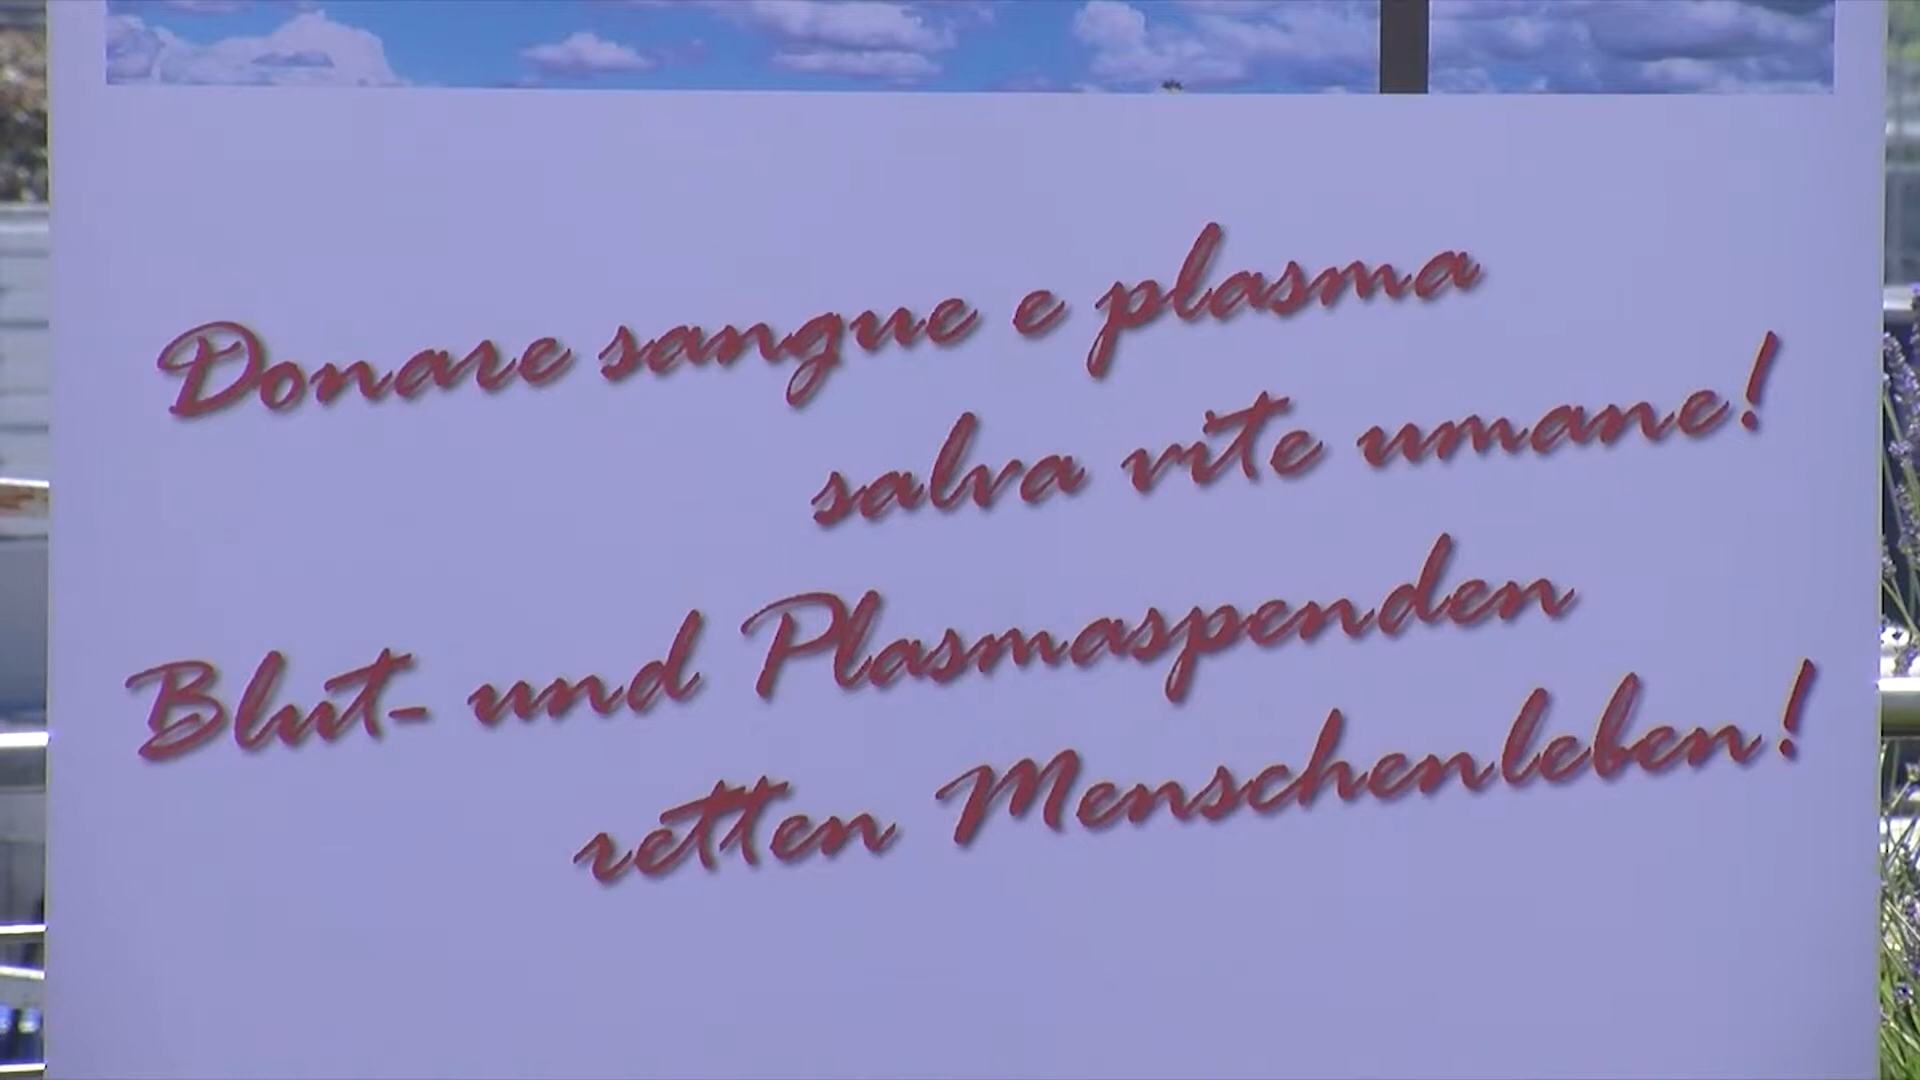 Donare sangue e plasma
salva vite umane!
Blut- und Plasmaspenden
retten Menschenleben!